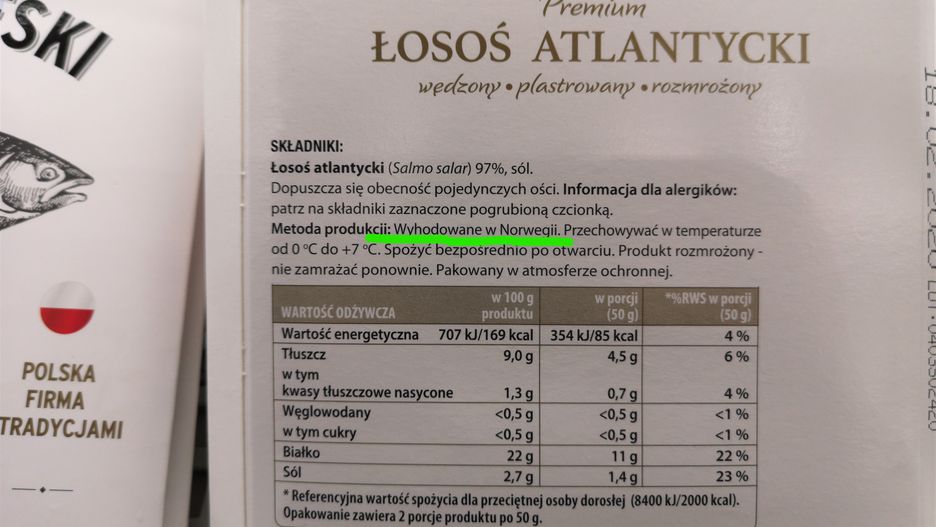 SKI
POLSKA
FIRMA
TRADYCJAMI
Premium
ŁOSOŚ ATLANTYCKI
wędzony • plastrowany • rozmrożony
SKŁADNIKI:
Łosoś atlantycki (Salmo salar) 97%, sól.
Dopuszcza się obecność pojedynczych ości. Informacja dla alergików:
patrz na składniki zaznaczone pogrubioną czcionką.
Metoda produkcji: Wyhodowane w Norwegii. Przechowywać w temperaturze
od 0 °C do +7 °C. Spożyć bezpośrednio po otwarciu. Produkt rozmrożony -
nie zamrażać ponownie. Pakowany w atmosferze ochronnej.
WARTOŚĆ ODŻYWCZA w 100 g produktu w porcji (50 g) *%RWS w porcji (50 g)
Wartość energetyczna 707 kJ/169 kcal 354 kJ/85 kcal 4 %
Tłuszcz 9,0 g 4,5 g 6 %
w tym
kwasy tłuszczowe nasycone 1,3 g 0,7 g 4 %
Węglowodany <0,5 g <0,5 g <1 %
w tym cukry <0,5 g <0,5 g <1 %
Białko 22 g 11 g 22 %
Sól 2,7 g 1,4 g 23 %
* Referencyjna wartość spożycia dla przeciętnej osoby dorosłej (8400 kJ/2000 kcal).
Opakowanie zawiera 2 porcje produktu po 50 g.
18.02.2020 LOT:0403302420